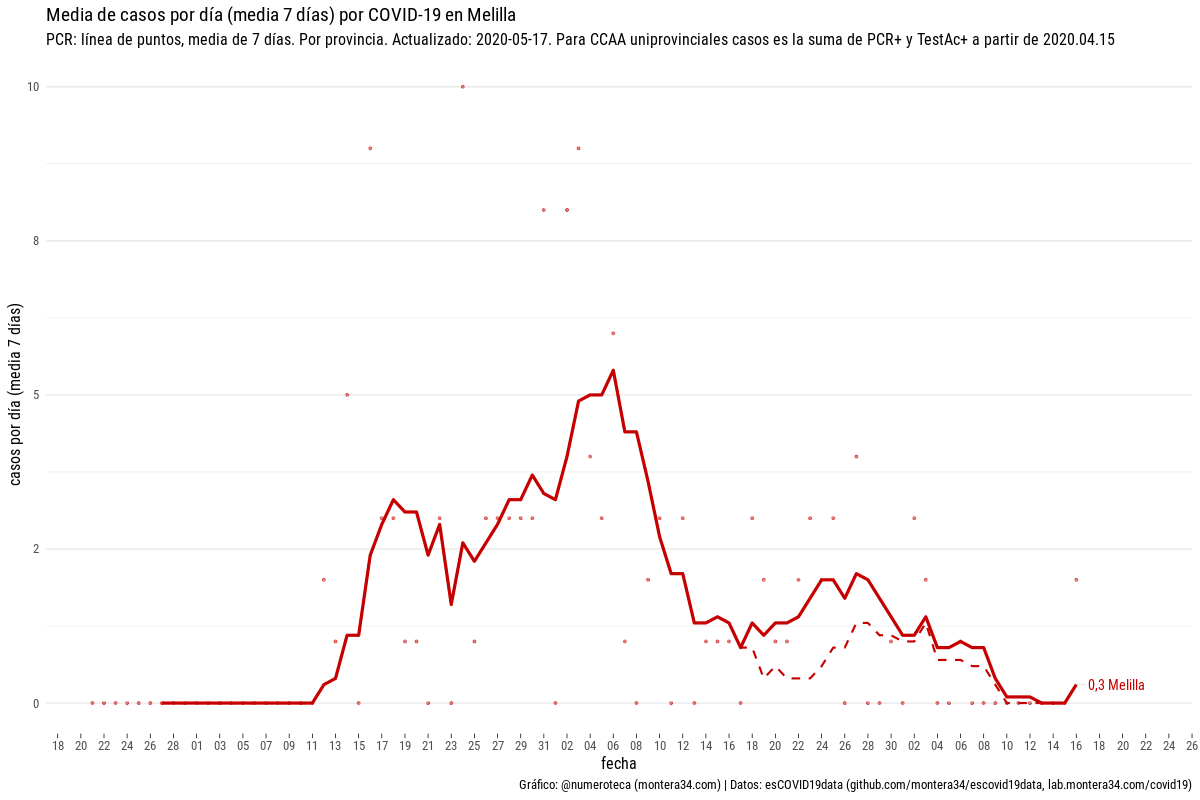 Media de casos por día (media 7 días) por COVID-19 en Melilla
PCR: línea de puntos, media de 7 días. Por provincia. Actualizado: 2020-05-17. Para CCAA uniprovinciales casos es la suma de PCR+ y TestAc+ a partir de 2020.04.15
10
8
5
2
0
casos por día (media 7 días)
0,3 Melilla
18 20 22 24 26 28 01 03 05 07 09 11 13 15 17 19 21 23 25 27 29 31 02 04 06 08 10 12 14 16 18 20 22 24 26 28 30 02 04 06 08 10 12 14 16 18 20 22 24 26
fecha
Gráfico: @numeroteca (montera34.com) | Datos: esCOVID19data (github.com/montera34/escovid19data, lab.montera34.com/covid19)